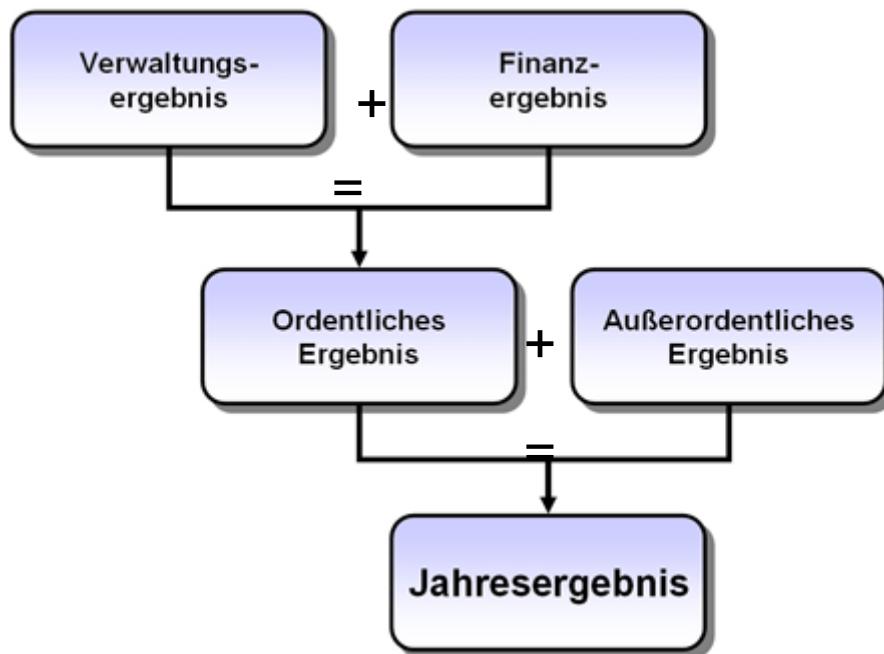 Verwaltungs-
ergebnis
+
Finanz-
ergebnis
=
Ordentliches
Ergebnis
+
Außerordentliches
Ergebnis
=
Jahresergebnis